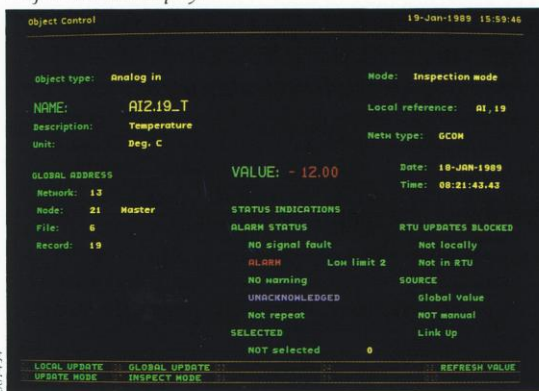 Object Control 19-Jan-1989 15:59:46
Object type: Analog in Mode: Inspection mode
NAME: AI2.19_T Local reference: AI,19
Description: Temperature
Unit: Deg. C Netw type: GCOM
GLOBAL ADDRESS VALUE: - 12.00 Date: 18-JAN-1989
Network: 13 Time: 08:21:43.43
Node: 21 Master STATUS INDICATIONS
File: 6 ALARM STATUS RTU UPDATES BLOCKED
Record: 19 NO signal fault Not locally
ALARM Low limit 2 Not in RTU
NO warning SOURCE
UNACKNOWLEDGED Global Value
Not repeat NOT manual
SELECTED Link Up
NOT selected 0
LOCAL UPDATE GLOBAL UPDATE REFRESH VALUE
UPDATE MODE INSPECT MODE